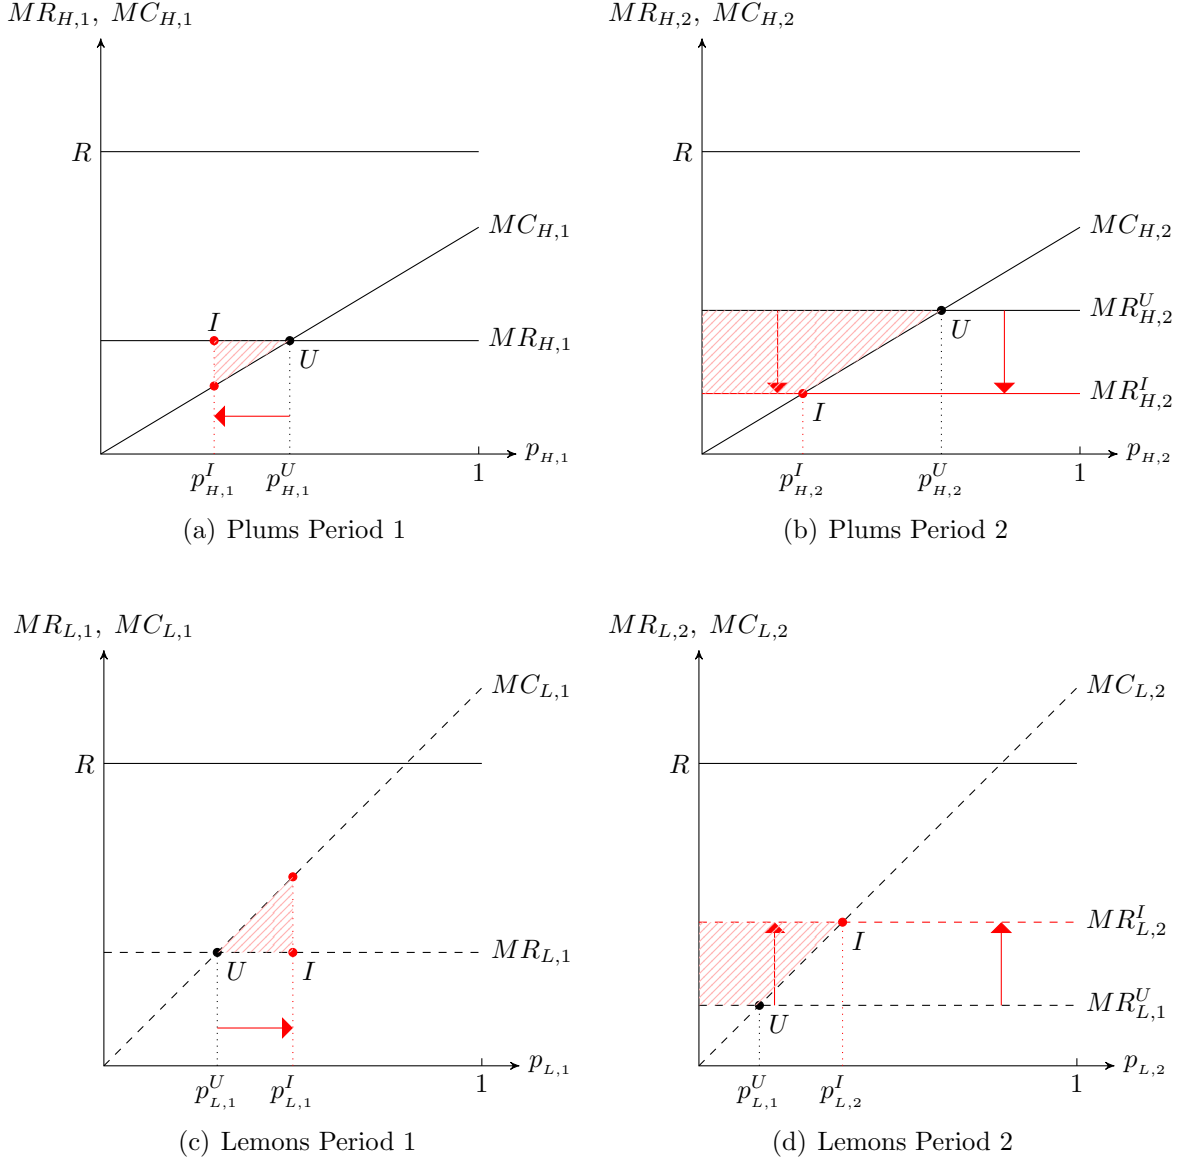 MR_{H,1}, MC_{H,1}
R
MC_{H,1}
I
MR_{H,1}
U
p_{H,1}
p^I_{H,1} p^U_{H,1} 1
(a) Plums Period 1
MR_{H,2}, MC_{H,2}
R
MC_{H,2}
MR^U_{H,2}
U
MR^I_{H,2}
I
p_{H,2}
p^I_{H,2} p^U_{H,2} 1
(b) Plums Period 2
MR_{L,1}, MC_{L,1}
MC_{L,1}
R
MR_{L,1}
U I
p_{L,1}
p^U_{L,1} p^I_{L,1} 1
(c) Lemons Period 1
MR_{L,2}, MC_{L,2}
MC_{L,2}
R
MR^I_{L,2}
I
MR^U_{L,1}
U
p_{L,2}
p^U_{L,1} p^I_{L,2} 1
(d) Lemons Period 2